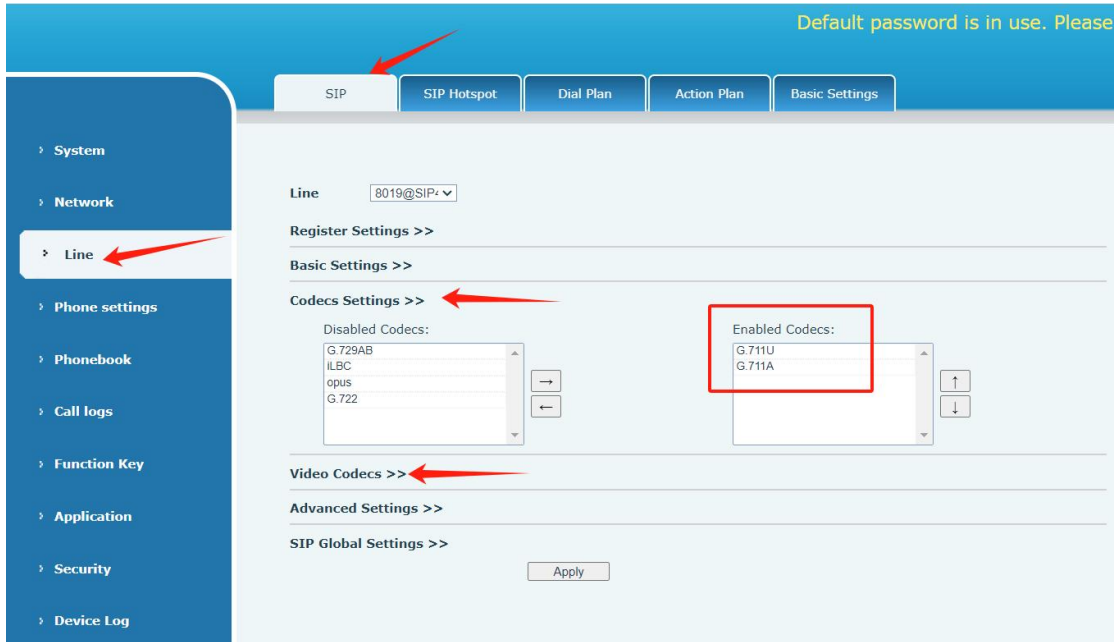 Default password is in use. Please
SIP
SIP Hotspot
Dial Plan
Action Plan
Basic Settings
› System
› Network
› Line
› Phone settings
› Phonebook
› Call logs
› Function Key
› Application
› Security
› Device Log
Line 8019@SIP4
Register Settings >>
Basic Settings >>
Codecs Settings >>
Disabled Codecs:
G.729AB
iLBC
opus
G.722
→
←
Enabled Codecs:
G.711U
G.711A
↑
↓
Video Codecs >>
Advanced Settings >>
SIP Global Settings >>
Apply